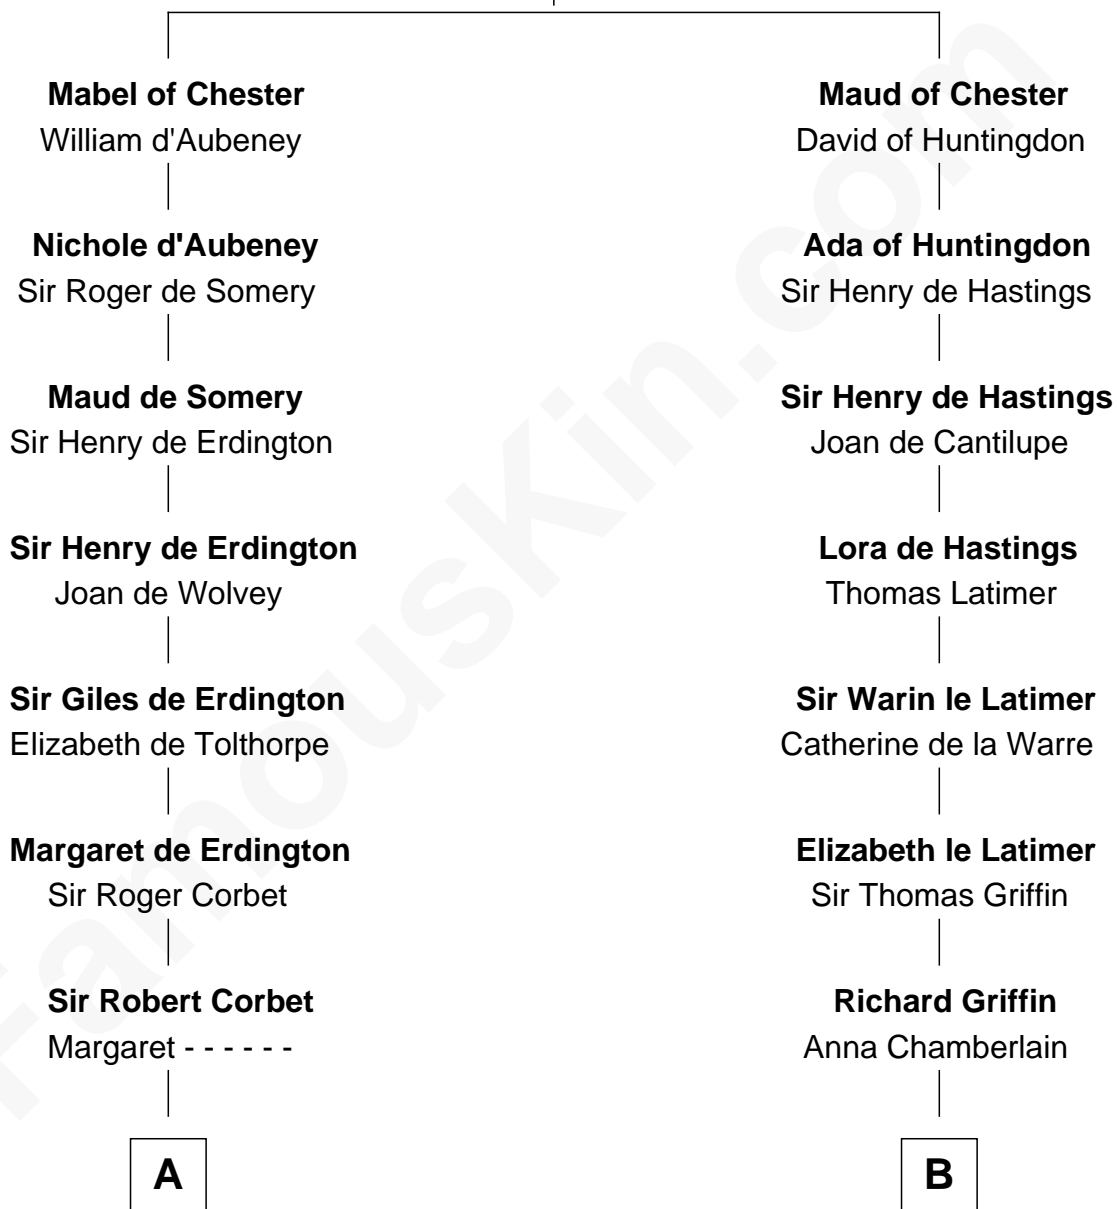 Mabel of Chester
William d'Aubeney
Nichole d'Aubeney
Sir Roger de Somery
Maud de Somery
Sir Henry de Erdington
Sir Henry de Erdington
Joan de Wolvey
Sir Giles de Erdington
Elizabeth de Tolthorpe
Margaret de Erdington
Sir Roger Corbet
Sir Robert Corbet
Margaret - - - - - -
A
Maud of Chester
David of Huntingdon
Ada of Huntingdon
Sir Henry de Hastings
Sir Henry de Hastings
Joan de Cantilupe
Lora de Hastings
Thomas Latimer
Sir Warin le Latimer
Catherine de la Warre
Elizabeth le Latimer
Sir Thomas Griffin
Richard Griffin
Anna Chamberlain
B
FamousKin.com